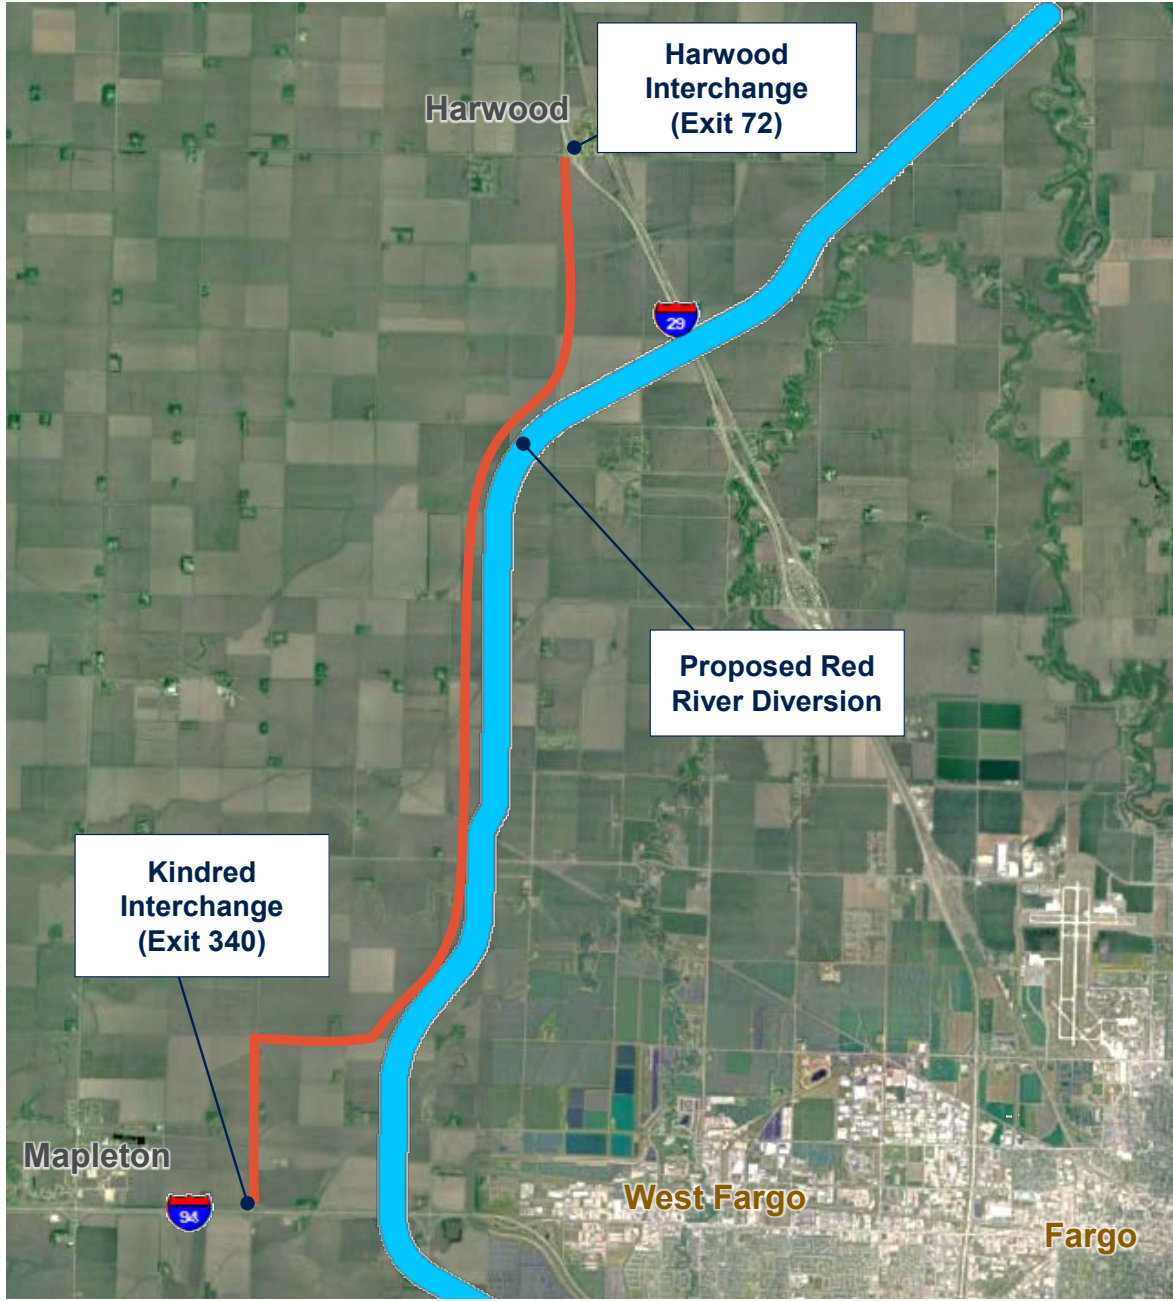 Harwood
Interchange
(Exit 72)
Harwood
29
Proposed Red
River Diversion
Kindred
Interchange
(Exit 340)
Mapleton
94
West Fargo
Fargo